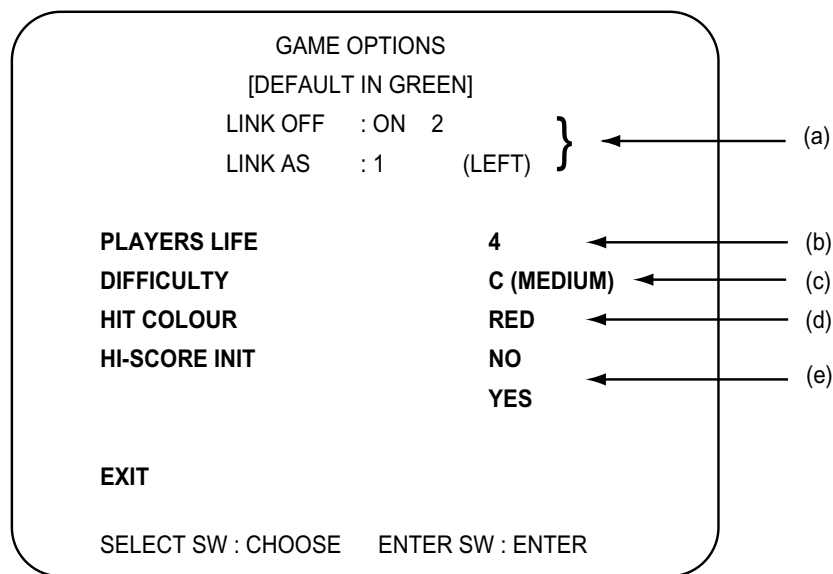 GAME OPTIONS
[DEFAULT IN GREEN]
LINK OFF : ON 2
LINK AS : 1 (LEFT) } (a)
PLAYERS LIFE 4 (b)
DIFFICULTY C (MEDIUM) (c)
HIT COLOUR RED (d)
HI-SCORE INIT NO
(e)
YES
EXIT
SELECT SW : CHOOSE ENTER SW : ENTER